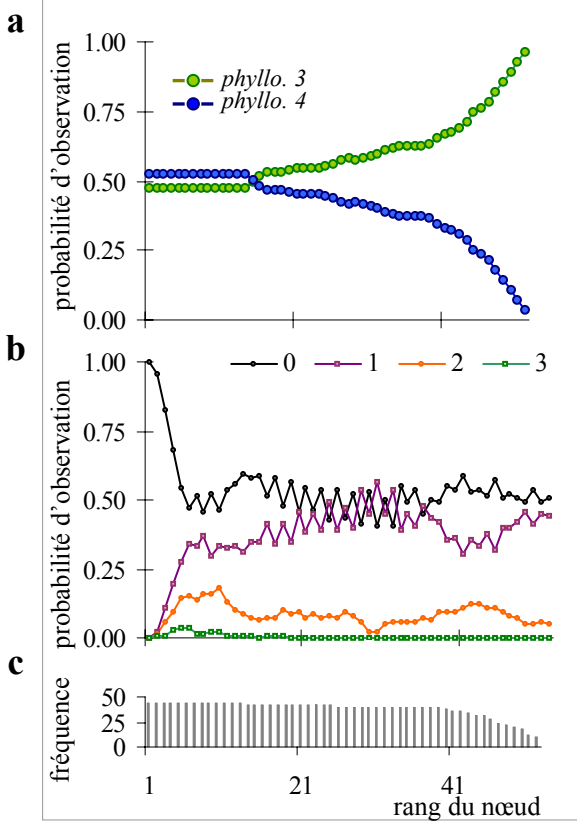 a
probabilité d’observation
1.00
0.75
0.50
0.25
0.00
phyllo. 3
phyllo. 4
b
probabilité d’observation
1.00
0.75
0.50
0.25
0.00
0 1 2 3
c
fréquence
50
25
0
1 21 41
rang du nœud